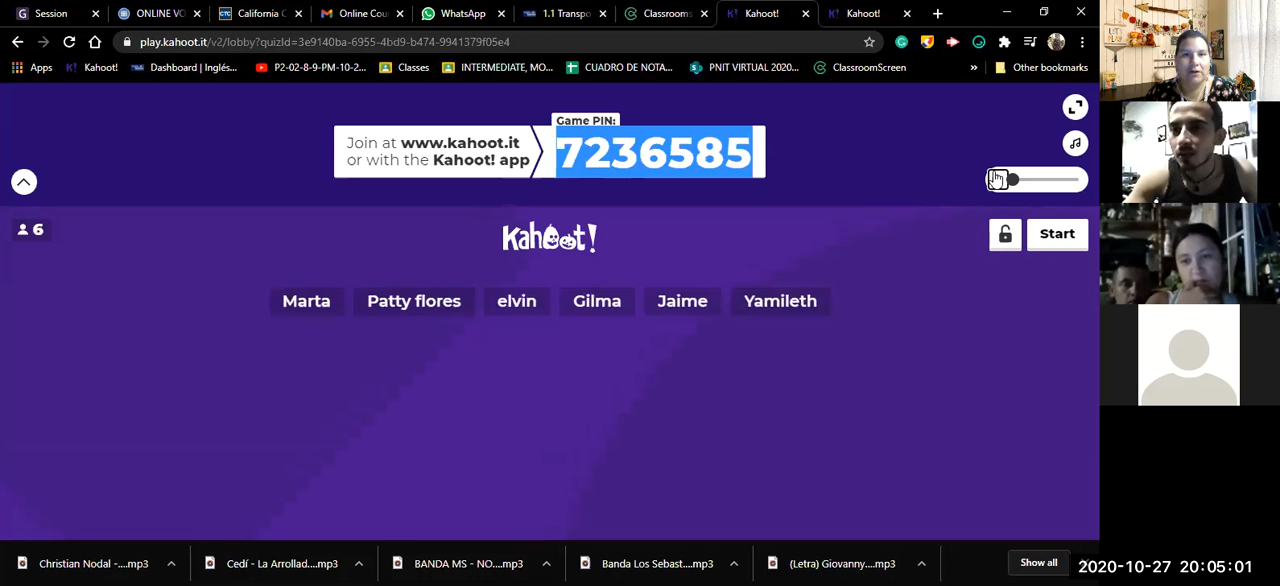 Session
ONLINE VO
California C
Online Cou
WhatsApp
1.1 Transpo
Classrooms
Kahoot!
Kahoot!
play.kahoot.it/v2/lobby?quizId=3e9140ba-6955-4bd9-b474-9941379f05e4
Apps
Kahoot!
Dashboard | Inglés...
P2-02-8-9-PM-10-2...
Classes
ITERMEDIATE, MO...
CUADRO DE NOTA...
PNIT VIRTUAL 2020...
ClassroomScreen
»
Other bookmarks
Game PIN:
Join at www.kahoot.it
or with the Kahoot! app
7236585
6
Kahoot!
Start
Marta
Patty flores
elvin
Gilma
Jaime
Yamileth
Christian Nodal -....mp3
Cedí - La Arrollad....mp3
BANDA MS - NO....mp3
Banda Los Sebast....mp3
(Letra) Giovanny....mp3
Show all
2020-10-27 20:05:01